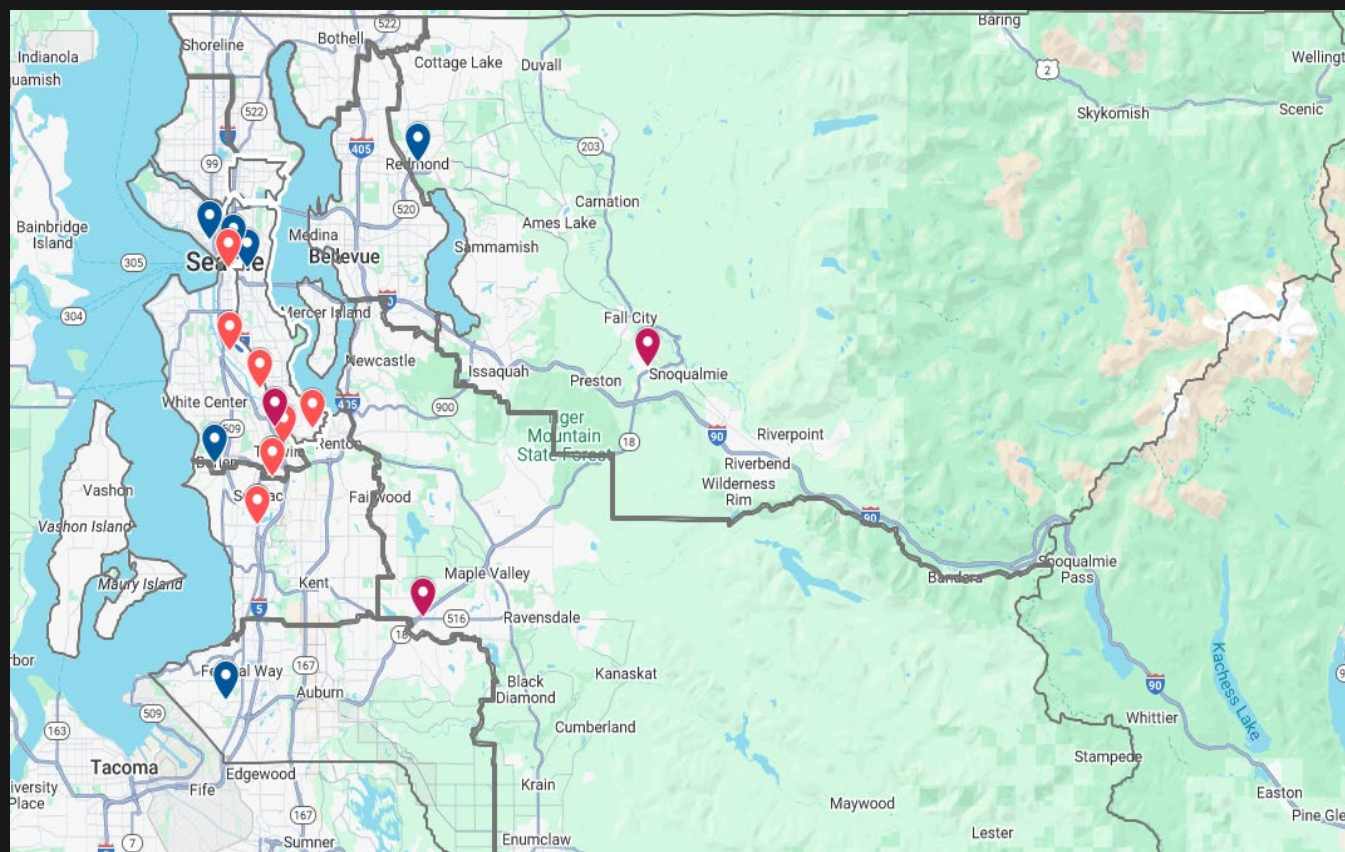 522
Baring
Shoreline
Bothell
Indianola
Cottage Lake
Duvall
2
522
Skykomish
Scenic
203
405
99
Redmond
Carnation
520
Ames Lake
Bainbridge
Island
Medina
Sammamish
Bellevue
305
Mercer Island
304
Fall City
Newcastle
Issaquah
Preston
Snoqualmie
White Center
405
900
509
Tiger
Mountain
State Forest
18
90
Riverpoint
Riverbend
Wilderness
Rim
Vashon
Fairwood
Vashon Island
90
Snoqualmie
Pass
Bandera
Maple Valley
Maury Island
Kent
5
516
Ravensdale
18
Federal Way
167
Kanaskat
Auburn
Black
Diamond
90
Kachess Lake
509
163
Cumberland
Whittier
Stampede
Tacoma
Edgewood
Fife
Krain
Place
Easton
167
Maywood
Lester
7
Sumner
Enumclaw